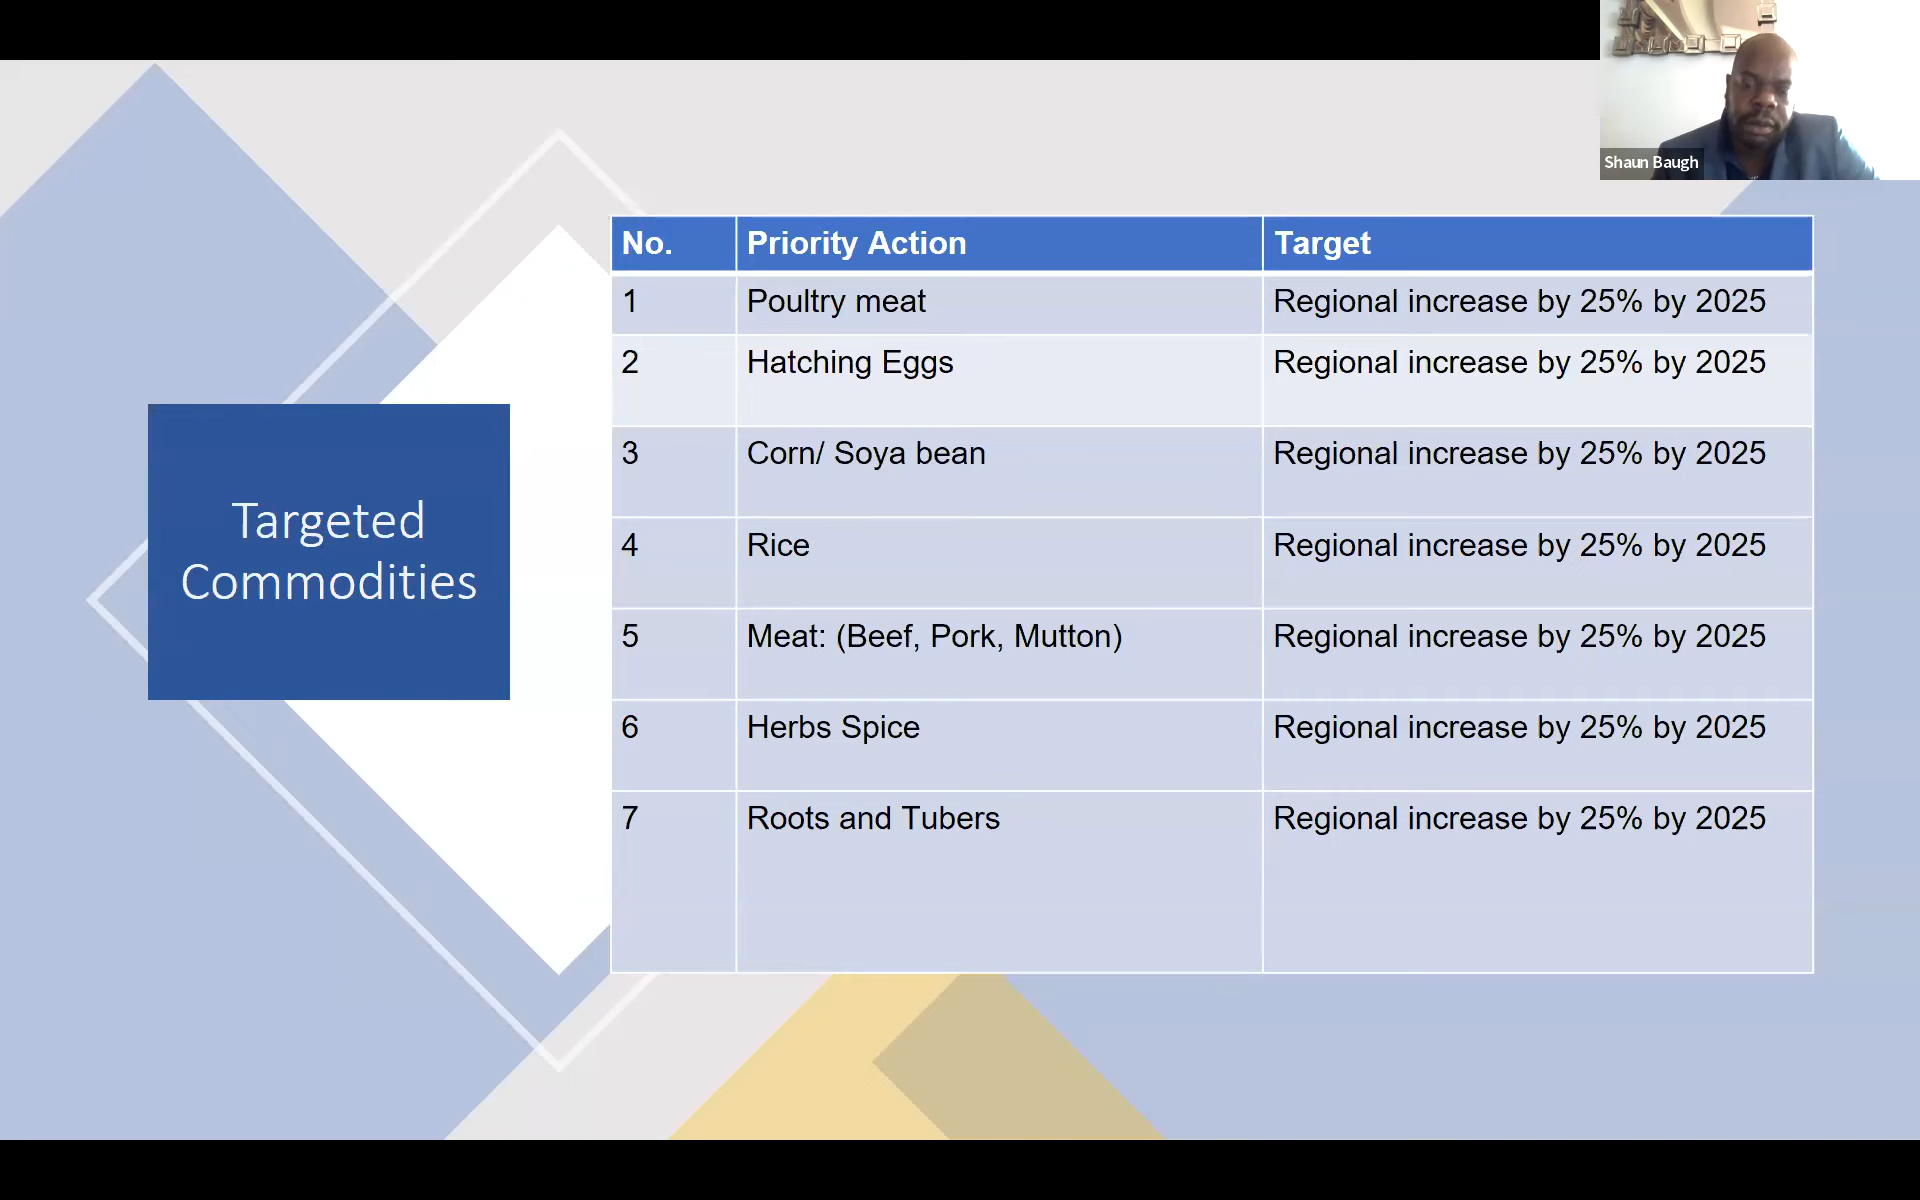 Shaun Baugh
Targeted
Commodities
No. Priority Action Target
1 Poultry meat Regional increase by 25% by 2025
2 Hatching Eggs Regional increase by 25% by 2025
3 Corn/ Soya bean Regional increase by 25% by 2025
4 Rice Regional increase by 25% by 2025
5 Meat: (Beef, Pork, Mutton) Regional increase by 25% by 2025
6 Herbs Spice Regional increase by 25% by 2025
7 Roots and Tubers Regional increase by 25% by 2025